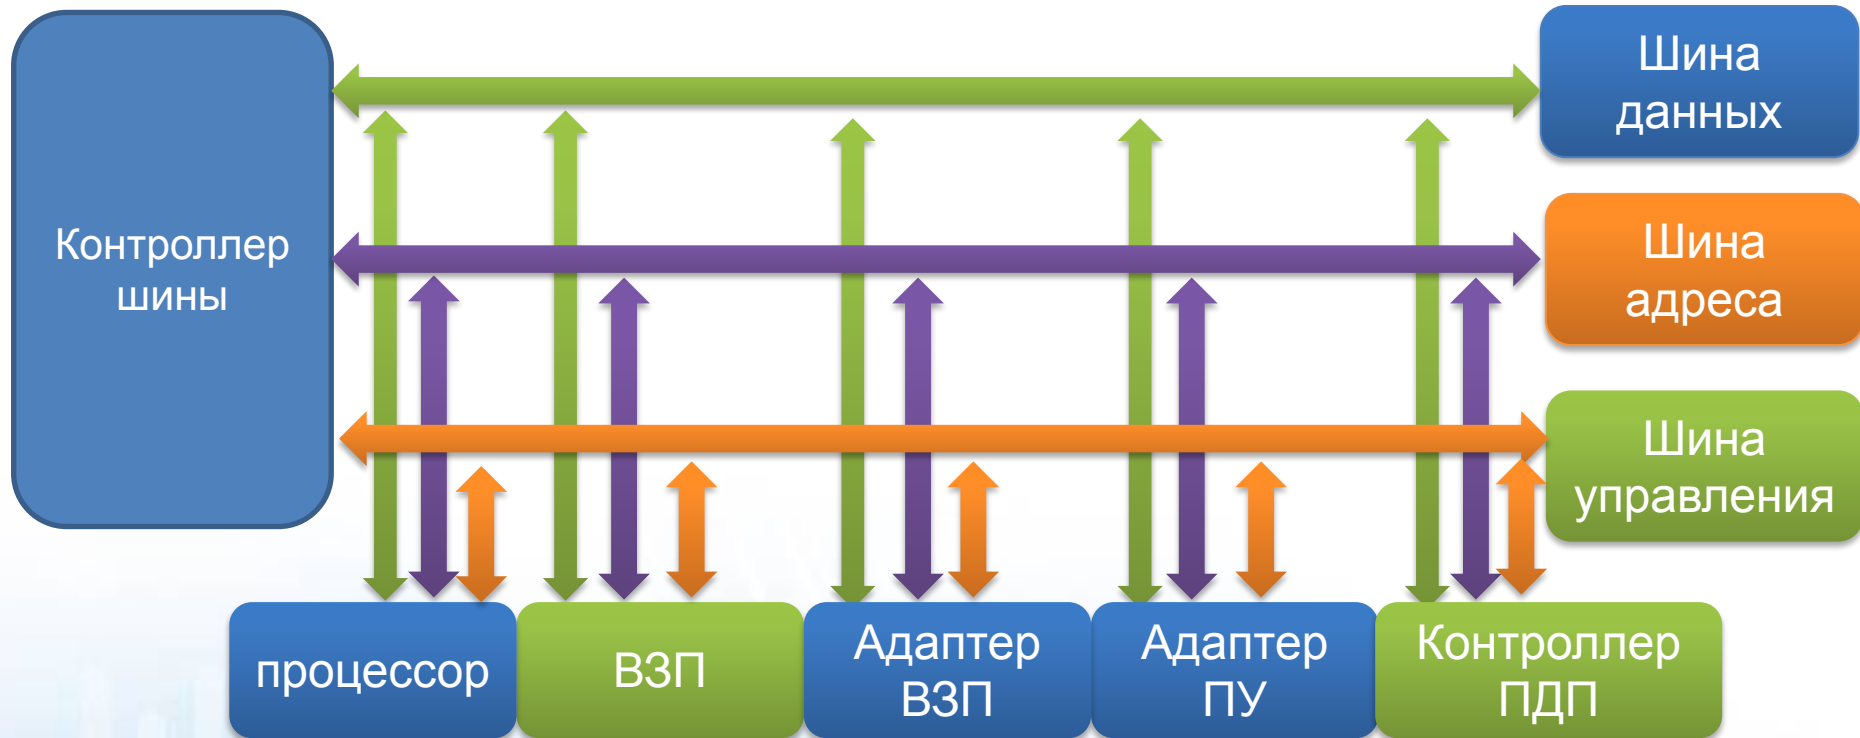 Контроллер
шины
Шина
данных
Шина
адреса
Шина
управления
процессор
ВЗП
Адаптер
ВЗП
Адаптер
ПУ
Контроллер
ПДП